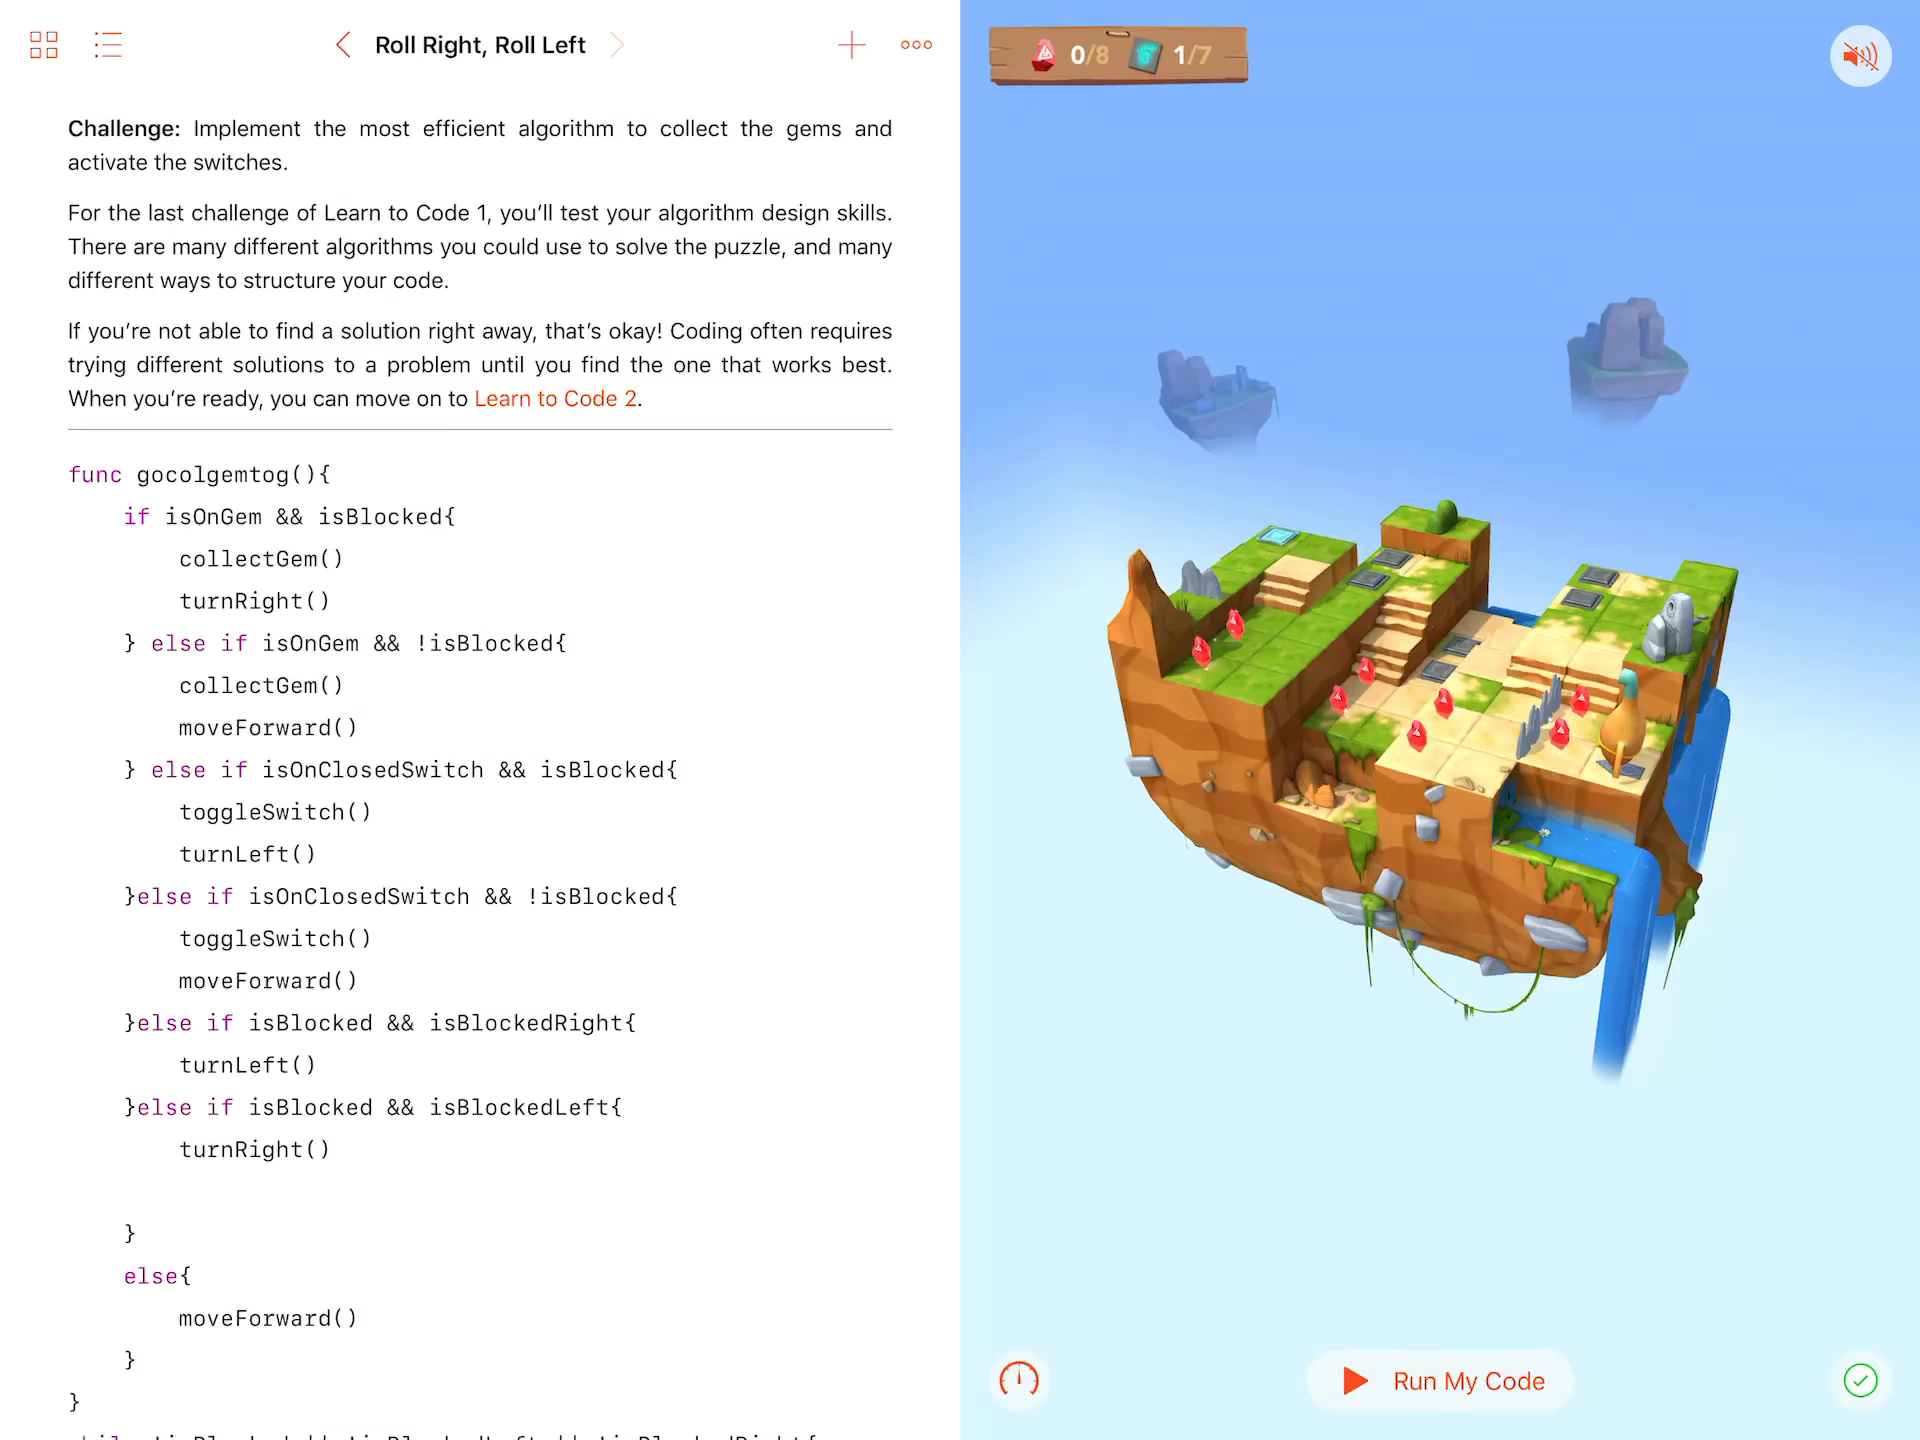 Roll Right, Roll Left
0/8 1/7
Challenge: Implement the most efficient algorithm to collect the gems and
activate the switches.
For the last challenge of Learn to Code 1, you’ll test your algorithm design skills.
There are many different algorithms you could use to solve the puzzle, and many
different ways to structure your code.
If you’re not able to find a solution right away, that’s okay! Coding often requires
trying different solutions to a problem until you find the one that works best.
When you’re ready, you can move on to Learn to Code 2.
func gocolgemtog(){
if isOnGem && isBlocked{
collectGem()
turnRight()
} else if isOnGem && !isBlocked{
collectGem()
moveForward()
} else if isOnClosedSwitch && isBlocked{
toggleSwitch()
turnLeft()
}else if isOnClosedSwitch && !isBlocked{
toggleSwitch()
moveForward()
}else if isBlocked && isBlockedRight{
turnLeft()
}else if isBlocked && isBlockedLeft{
turnRight()
}
else{
moveForward()
}
}
Run My Code